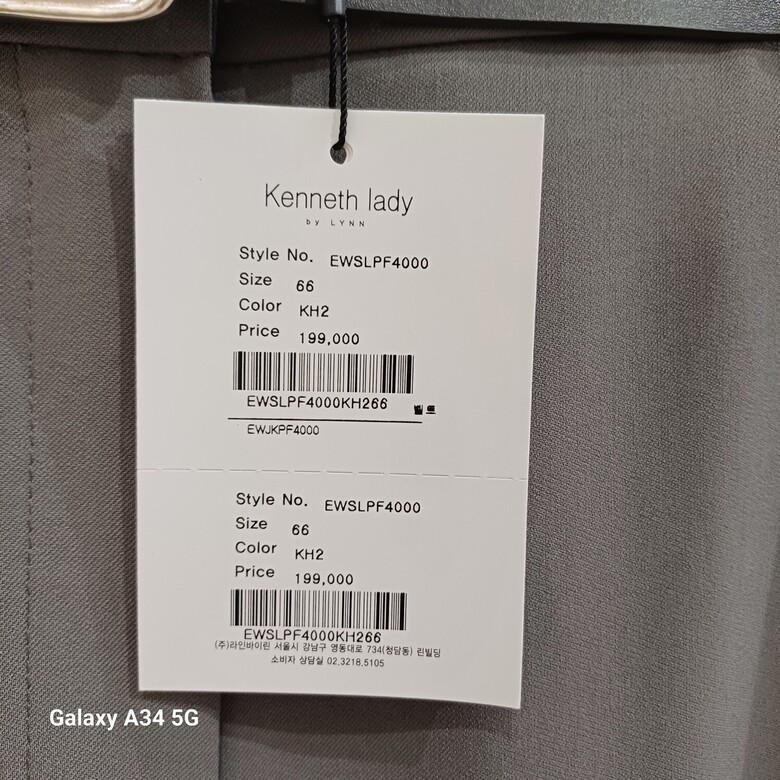 Kenneth lady
by LYNN
Style No. EWSLPF4000
Size 66
Color KH2
Price 199,000
EWSLPF4000KH266 벨트
EWJKPF4000
Style No. EWSLPF4000
Size 66
Color KH2
Price 199,000
EWSLPF4000KH266
(주)라인바이린 서울시 강남구 영동대로 734(청담동) 린빌딩
소비자 상담실 02.3218.5105
Galaxy A34 5G